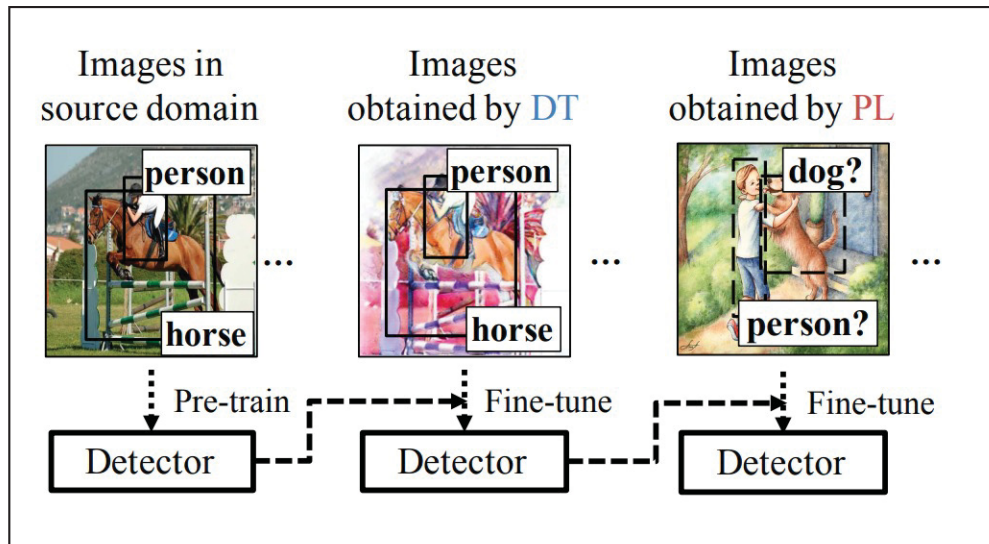 Images in
source domain
Images
obtained by DT
Images
obtained by PL
person
horse
...
person
horse
...
dog?
person?
...
Pre-train
Fine-tune
Fine-tune
Detector
Detector
Detector